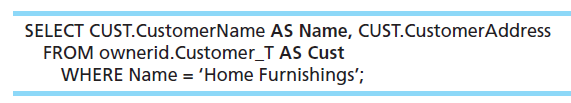 SELECT CUST.CustomerName AS Name, CUST.CustomerAddress
FROM ownerid.Customer_T AS Cust
WHERE Name = ‘Home Furnishings’;